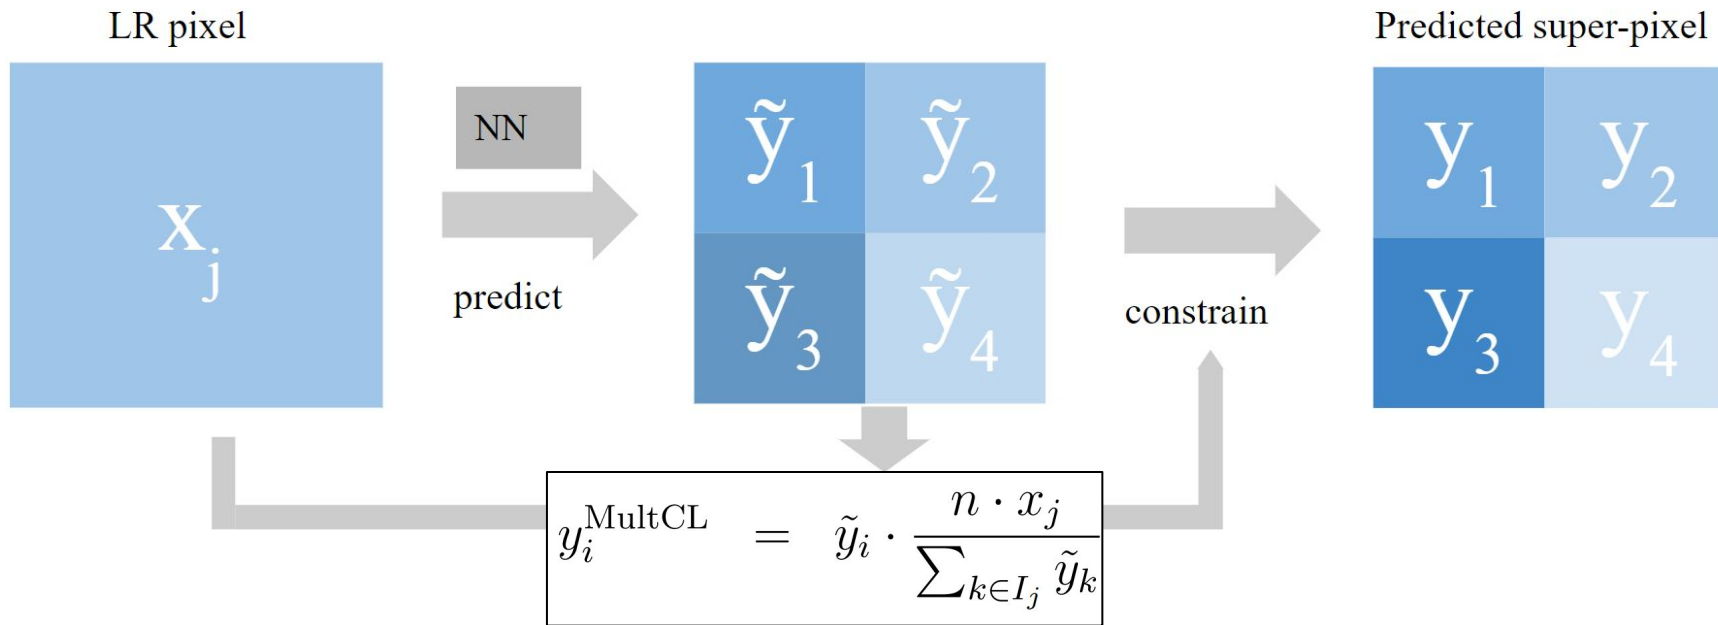 LR pixel
Predicted super-pixel
NN
x_j
ỹ_1 ỹ_2
ỹ_3 ỹ_4
y_1 y_2
y_3 y_4
predict
constrain
y_i^MultCL = ỹ_i · \frac{n · x_j}{∑_{k∈I_j} ỹ_k}